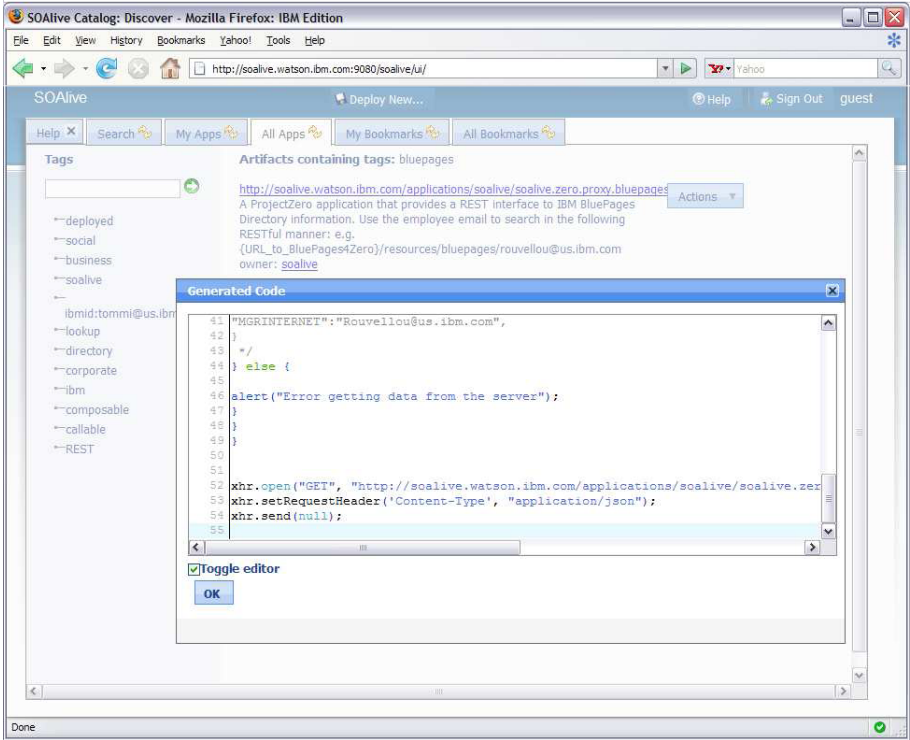 SOAlive Catalog: Discover - Mozilla Firefox: IBM Edition
File Edit View History Bookmarks Yahoo! Tools Help
http://soalive.watson.ibm.com:9080/soalive/ui/
Y! Yahoo
SOAlive Deploy New... Help Sign Out guest
Help Search My Apps All Apps My Bookmarks All Bookmarks
Tags
deployed
social
business
soalive
ibmid:tommi@us.ibm
lookup
directory
corporate
ibm
composable
callable
REST
Artifacts containing tags: bluepages
http://soalive.watson.ibm.com/applications/soalive/soalive.zero.proxy.bluepages
Actions
A ProjectZero application that provides a REST interface to IBM BluePages
Directory information. Use the employee email to search in the following
RESTful manner: e.g.
{URL_to_BluePages4Zero}/resources/bluepages/rouvellou@us.ibm.com
owner: soalive
Generated Code
41 "MGRINTERNET":"Rouvellou@us.ibm.com",
42 }
43 */
44 } else {
45
46 alert("Error getting data from the server");
47 }
48 }
49 }
50
51
52 xhr.open("GET", "http://soalive.watson.ibm.com/applications/soalive/soalive.zer
53 xhr.setRequestHeader('Content-Type', "application/json");
54 xhr.send(null);
55
Toggle editor
OK
Done